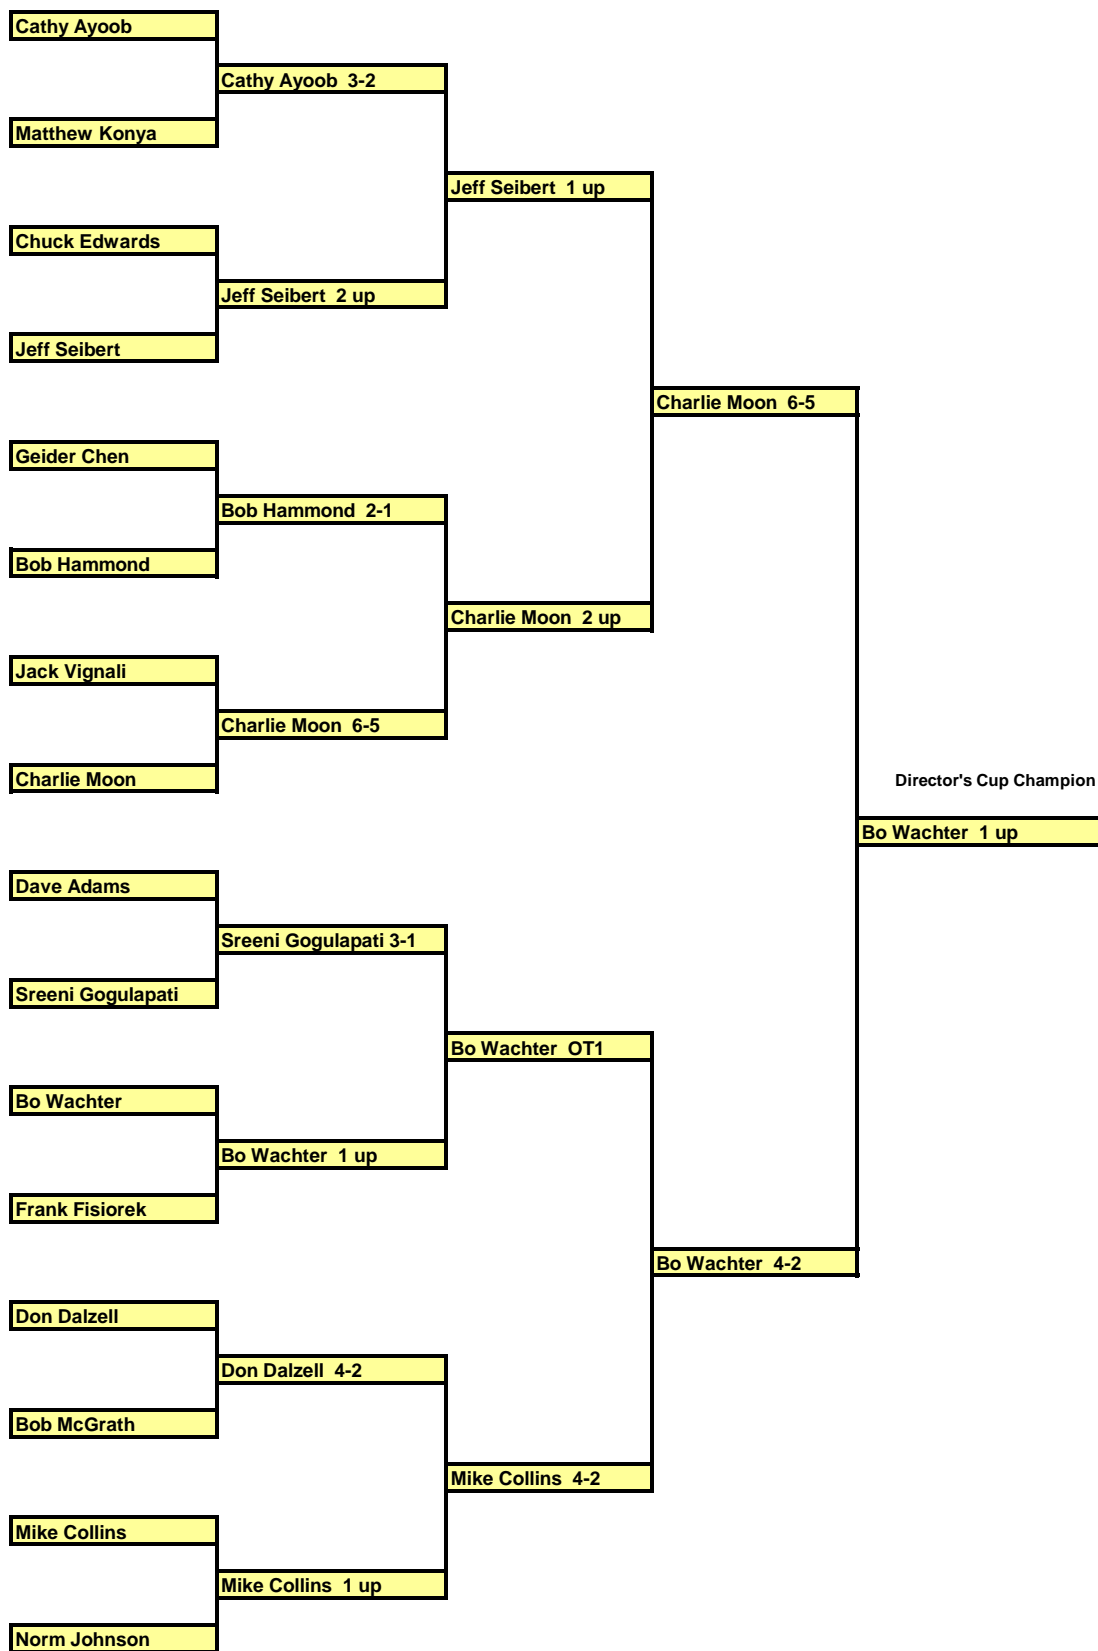 Cathy Ayoob
Cathy Ayoob  3-2
Matthew Konya
Jeff Seibert  1 up
Chuck Edwards
Jeff Seibert  2 up
Jeff Seibert
Charlie Moon  6-5
Geider Chen
Bob Hammond  2-1
Bob Hammond
Charlie Moon  2 up
Jack Vignali
Charlie Moon  6-5
Charlie Moon
Director's Cup Champion
Bo Wachter  1 up
Dave Adams
Sreeni Gogulapati 3-1
Sreeni Gogulapati
Bo Wachter  OT1
Bo Wachter
Bo Wachter  1 up
Frank Fisiorek
Bo Wachter  4-2
Don Dalzell
Don Dalzell  4-2
Bob McGrath
Mike Collins  4-2
Mike Collins
Mike Collins  1 up
Norm Johnson